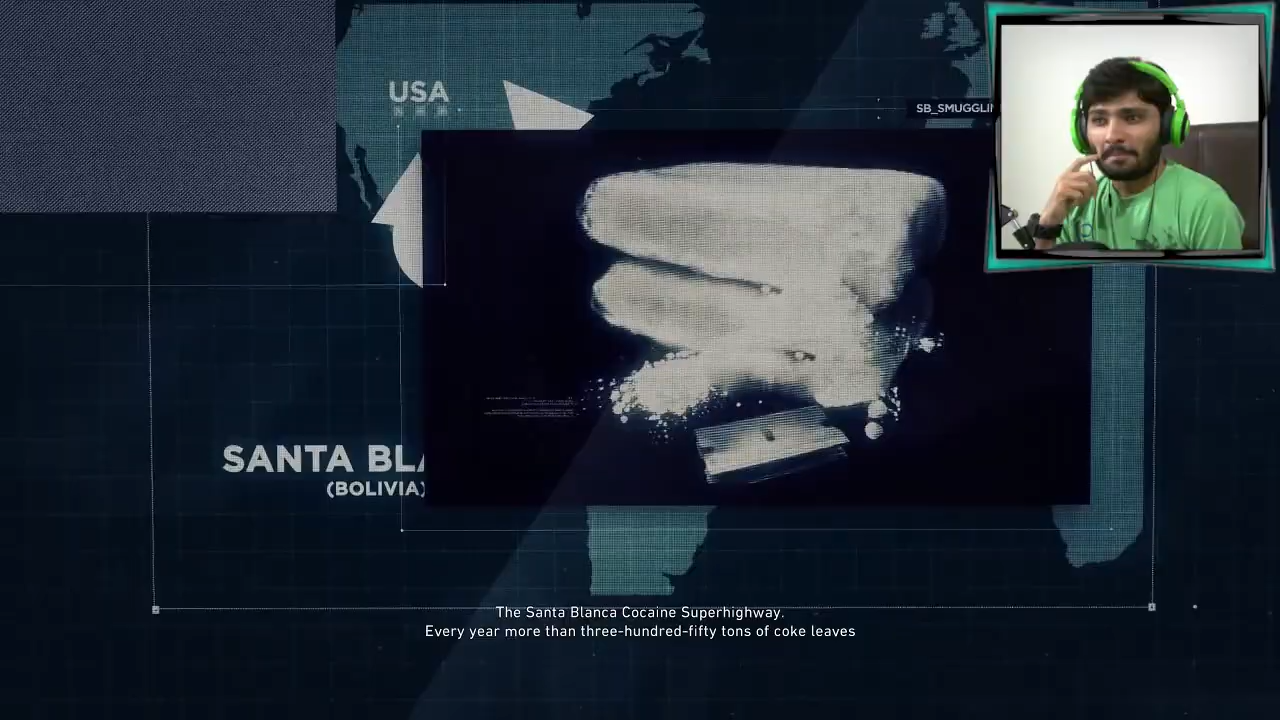 USA
SB_SMUGGLIN
SANTA BLA
(BOLIVIA)
The Santa Blanca Cocaine Superhighway.
Every year more than three-hundred-fifty tons of coke leaves